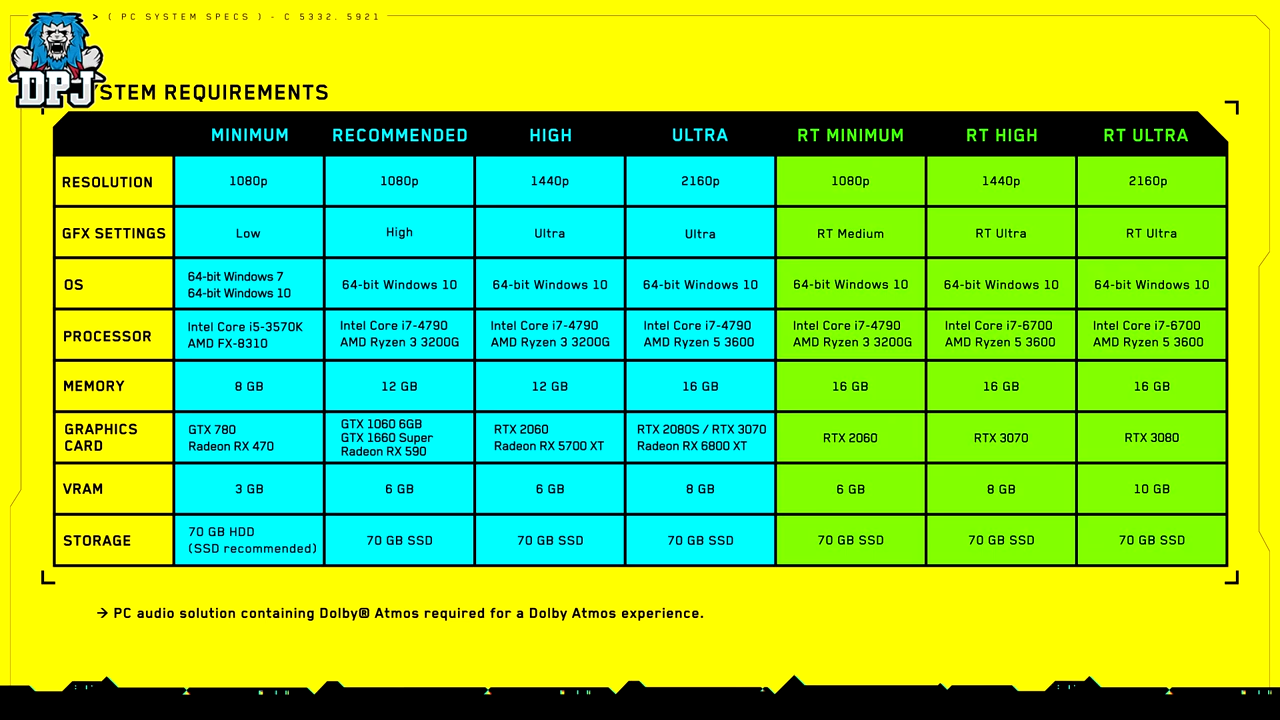 > ( PC SYSTEM SPECS ) - C 5332. 5921
DPJ
YSTEM REQUIREMENTS
MINIMUM RECOMMENDED HIGH ULTRA RT MINIMUM RT HIGH RT ULTRA
RESOLUTION 1080p 1080p 1440p 2160p 1080p 1440p 2160p
GFX SETTINGS Low High Ultra Ultra RT Medium RT Ultra RT Ultra
OS 64-bit Windows 7
64-bit Windows 10 64-bit Windows 10 64-bit Windows 10 64-bit Windows 10 64-bit Windows 10 64-bit Windows 10 64-bit Windows 10
PROCESSOR Intel Core i5-3570K Intel Core i7-4790 Intel Core i7-4790 Intel Core i7-4790 Intel Core i7-4790 Intel Core i7-6700 Intel Core i7-6700
AMD FX-8310 AMD Ryzen 3 3200G AMD Ryzen 3 3200G AMD Ryzen 5 3600 AMD Ryzen 3 3200G AMD Ryzen 5 3600 AMD Ryzen 5 3600
MEMORY 8 GB 12 GB 12 GB 16 GB 16 GB 16 GB 16 GB
GRAPHICS CARD GTX 780 GTX 1060 6GB RTX 2060 RTX 2080S / RTX 3070 RTX 2060 RTX 3070 RTX 3080
GTX 1660 Super
Radeon RX 470 Radeon RX 590 Radeon RX 5700 XT Radeon RX 6800 XT
VRAM 3 GB 6 GB 6 GB 8 GB 6 GB 8 GB 10 GB
STORAGE 70 GB HDD 70 GB SSD 70 GB SSD 70 GB SSD 70 GB SSD 70 GB SSD 70 GB SSD
(SSD recommended)
→ PC audio solution containing Dolby® Atmos required for a Dolby Atmos experience.